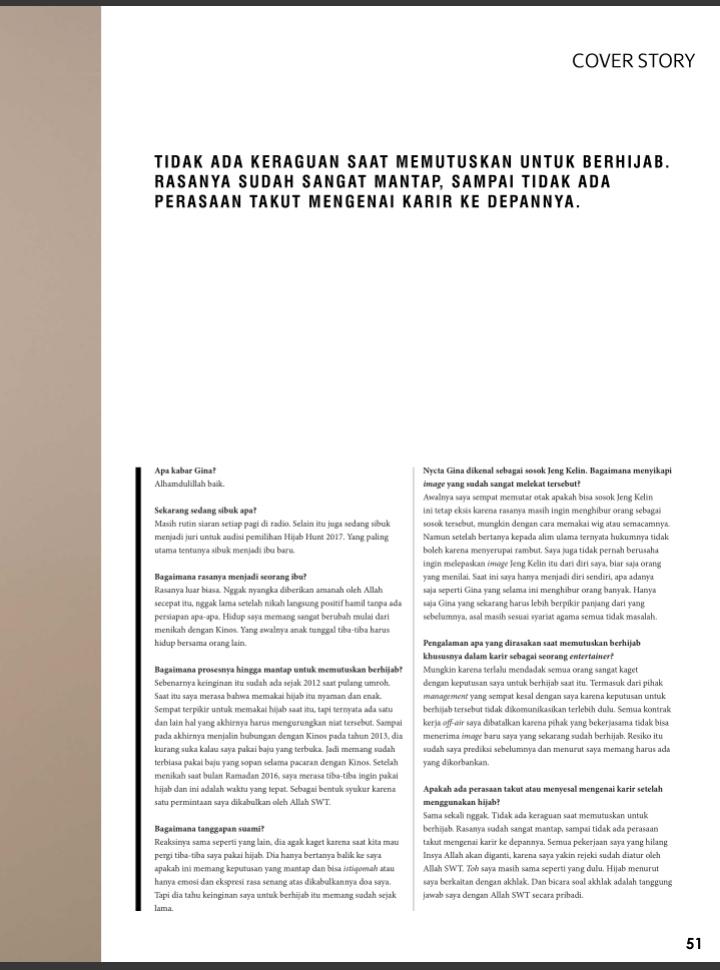 COVER STORY
TIDAK ADA KERAGUAN SAAT MEMUTUSKAN UNTUK BERHIJAB.
RASANYA SUDAH SANGAT MANTAP, SAMPAI TIDAK ADA
PERASAAN TAKUT MENGENAI KARIR KE DEPANNYA.
Apa kabar Gina?
Alhamdulillah baik.
Sekarang sedang sibuk apa?
Masih rutin siaran setiap pagi di radio. Selain itu juga sedang sibuk
menjadi juri untuk audisi pemilihan Hijab Hunt 2017. Yang paling
utama tentunya sibuk menjadi ibu baru.
Bagaimana rasanya menjadi seorang ibu?
Rasanya luar biasa. Nggak nyangka diberikan amanah oleh Allah
secepat itu, nggak lama setelah nikah langsung positif hamil tanpa ada
persiapan apa-apa. Hidup saya memang sangat berubah mulai dari
menikah dengan Kinos. Yang awalnya anak tunggal tiba-tiba harus
hidup bersama orang lain.
Bagaimana prosesnya hingga mantap untuk memutuskan berhijab?
Sebenarnya keinginan itu sudah ada sejak 2012 saat pulang umroh.
Saat itu saya merasa bahwa memakai hijab itu nyaman dan enak.
Sempat terpikir untuk memakai hijab saat itu, tapi ternyata ada satu
dan lain hal yang akhirnya harus mengurungkan niat tersebut. Sampai
pada akhirnya menjalin hubungan dengan Kinos pada tahun 2013, dia
kurang suka kalau saya pakai baju yang terbuka. Jadi memang sudah
terbiasa pakai baju yang sopan selama pacaran dengan Kinos. Setelah
menikah saat bulan Ramadan 2016, saya merasa tiba-tiba ingin pakai
hijab dan ini adalah waktu yang tepat. Sebagai bentuk syukur karena
satu permintaan saya dikabulkan oleh Allah SWT.
Bagaimana tanggapan suami?
Reaksinya sama seperti yang lain, dia agak kaget karena saat kita mau
pergi tiba-tiba saya pakai hijab. Dia hanya bertanya balik ke saya
apakah ini memang keputusan yang mantap dan bisa istiqomah atau
hanya emosi dan ekspresi rasa senang atas dikabulkannya doa saya.
Tapi dia tahu keinginan saya untuk berhijab itu memang sudah sejak
lama.
Nycta Gina dikenal sebagai sosok Jeng Kelin. Bagaimana menyikapi
image yang sudah sangat melekat tersebut?
Awalnya saya sempat memutar otak apakah bisa sosok Jeng Kelin
ini tetap eksis karena rasanya masih ingin menghibur orang sebagai
sosok tersebut, mungkin dengan cara memakai wig atau semacamnya.
Namun setelah bertanya kepada alim ulama ternyata hukumnya tidak
boleh karena menyerupai rambut. Saya juga tidak pernah berusaha
ingin melepaskan image Jeng Kelin itu dari diri saya, biar saja orang
yang menilai. Saat ini saya hanya menjadi diri sendiri, apa adanya
saja seperti Gina yang selama ini menghibur orang banyak. Hanya
saja Gina yang sekarang harus lebih berpikir panjang dari yang
sebelumnya, asal masih sesuai syariat agama semua tidak masalah.
Pengalaman apa yang dirasakan saat memutuskan berhijab
khususnya dalam karir sebagai seorang entertainer?
Mungkin karena terlalu mendadak semua orang sangat kaget
dengan keputusan saya untuk berhijab saat itu. Termasuk dari pihak
management yang sempat kesal dengan saya karena keputusan untuk
berhijab tersebut tidak dikomunikasikan terlebih dulu. Semua kontrak
kerja off-air saya dibatalkan karena pihak yang bekerjasama tidak bisa
menerima image baru saya yang sekarang sudah berhijab. Resiko itu
sudah saya prediksi sebelumnya dan menurut saya memang harus ada
yang dikorbankan.
Apakah ada perasaan takut atau menyesal mengenai karir setelah
menggunakan hijab?
Sama sekali nggak. Tidak ada keraguan saat memutuskan untuk
berhijab. Rasanya sudah sangat mantap, sampai tidak ada perasaan
takut mengenai karir ke depannya. Semua pekerjaan saya yang hilang
Insya Allah akan diganti, karena saya yakin rejeki sudah diatur oleh
Allah SWT. Toh saya masih sama seperti yang dulu. Hijab menurut
saya berkaitan dengan akhlak. Dan bicara soal akhlak adalah tanggung
jawab saya dengan Allah SWT secara pribadi.
51